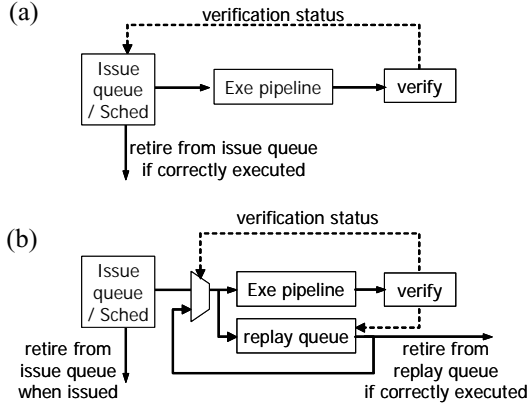 (a)
verification status
Issue
queue
/ Sched
Exe pipeline
verify
retire from issue queue
if correctly executed
verification status
(b)
Issue
queue
/ Sched
Exe pipeline
verify
replay queue
retire from
issue queue
when issued
retire from
replay queue
if correctly executed